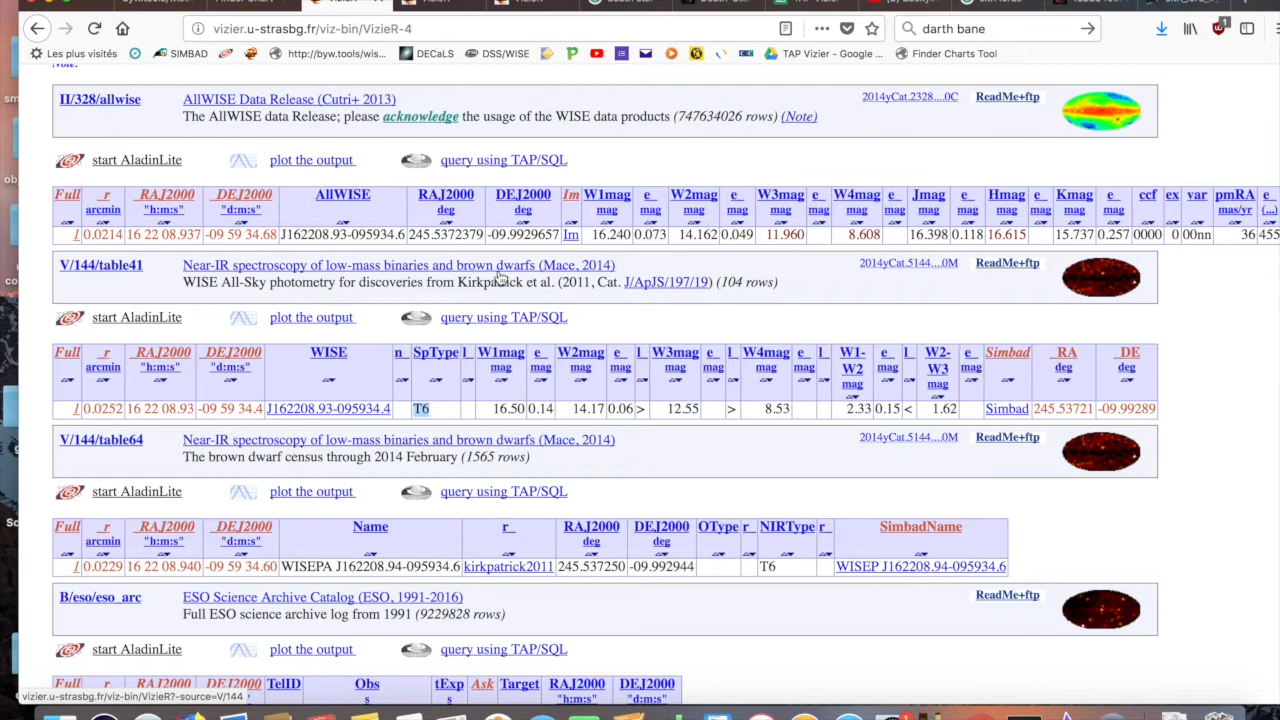 vizier.u-strasbg.fr/viz-bin/VizieR-4
darth bane
Les plus visités SIMBAD http://byw.tools/wis... DECaLS DSS/WISE TAP Vizier - Google ... Finder Charts Tool
Note:
II/328/allwise AllWISE Data Release (Cutri+ 2013) 2014yCat.2328....0C ReadMe+ftp
The AllWISE data Release; please acknowledge the usage of the WISE data products (747634026 rows) (Note)
start AladinLite plot the output query using TAP/SQL
Full _r _RAJ2000 _DEJ2000 AllWISE RAJ2000 DEJ2000 Im W1mag e_ W2mag e_ W3mag e_ W4mag e_ Jmag e_ Hmag e_ Kmag e_ ccf ex var pmRA e_
arcmin "h:m:s" "d:m:s" deg deg mag mag mag mag mag mag mag mag mag mag mag mag mag mag mas/yr (...)
1 0.0214 16 22 08.937 -09 59 34.68 J162208.93-095934.6 245.5372379 -09.9929657 Im 16.240 0.073 14.162 0.049 11.960 8.608 16.398 0.118 16.615 15.737 0.257 0000 0 00nn 36 455
V/144/table41 Near-IR spectroscopy of low-mass binaries and brown dwarfs (Mace, 2014) 2014yCat.5144....0M ReadMe+ftp
WISE All-Sky photometry for discoveries from Kirkpatrick et al. (2011, Cat. J/ApJS/197/19) (104 rows)
start AladinLite plot the output query using TAP/SQL
Full _r _RAJ2000 _DEJ2000 WISE n_ SpType l_ W1mag e_ W2mag e_ l_ W3mag e_ l_ W4mag e_ l_ W1-W2 e_ l_ W2-W3 e_ Simbad _RA _DE
arcmin "h:m:s" "d:m:s" mag mag mag mag mag mag mag mag mag mag mag mag deg deg
1 0.0252 16 22 08.93 -09 59 34.4 J162208.93-095934.4 T6 16.50 0.14 14.17 0.06 > 12.55 > 8.53 2.33 0.15 < 1.62 Simbad 245.53721 -09.99289
V/144/table64 Near-IR spectroscopy of low-mass binaries and brown dwarfs (Mace, 2014) 2014yCat.5144....0M ReadMe+ftp
The brown dwarf census through 2014 February (1565 rows)
start AladinLite plot the output query using TAP/SQL
Full _r _RAJ2000 _DEJ2000 Name r_ RAJ2000 DEJ2000 OType r_ NIRType r_ SimbadName
arcmin "h:m:s" "d:m:s" deg deg
1 0.0229 16 22 08.940 -09 59 34.60 WISEPA J162208.94-095934.6 kirkpatrick2011 245.537250 -09.992944 T6 WISEP J162208.94-095934.6
B/eso/eso_arc ESO Science Archive Catalog (ESO, 1991-2016) ReadMe+ftp
Full ESO science archive log from 1991 (9229828 rows)
start AladinLite plot the output query using TAP/SQL
Full _r _RAJ2000 _DEJ2000 TelID Obs tExp Ask Target RAJ2000 DEJ2000
arcmin "h:m:s" "d:m:s" s s "h:m:s" "d:m:s"
vizier.u-strasbg.fr/viz-bin/VizieR?-source=V/144